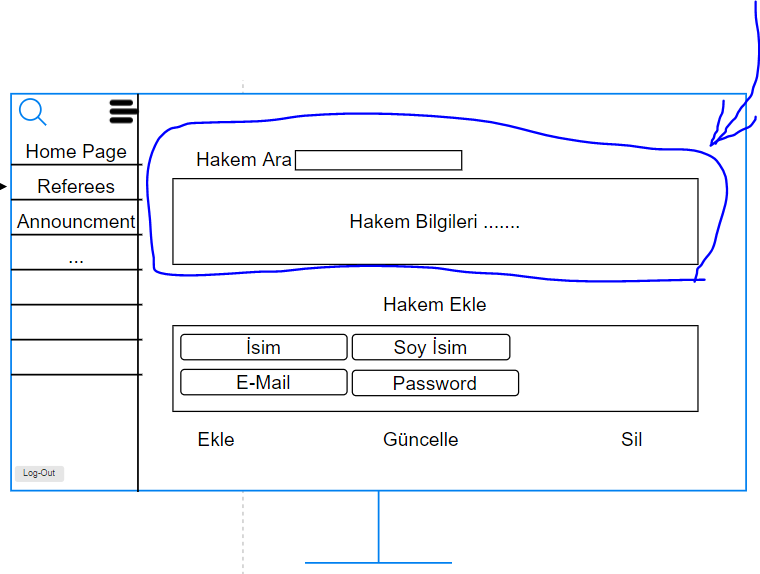 Home Page
Referees
Announcment
...
Log-Out
Hakem Ara
Hakem Bilgileri .......
Hakem Ekle
İsim Soy İsim
E-Mail Password
Ekle Güncelle Sil